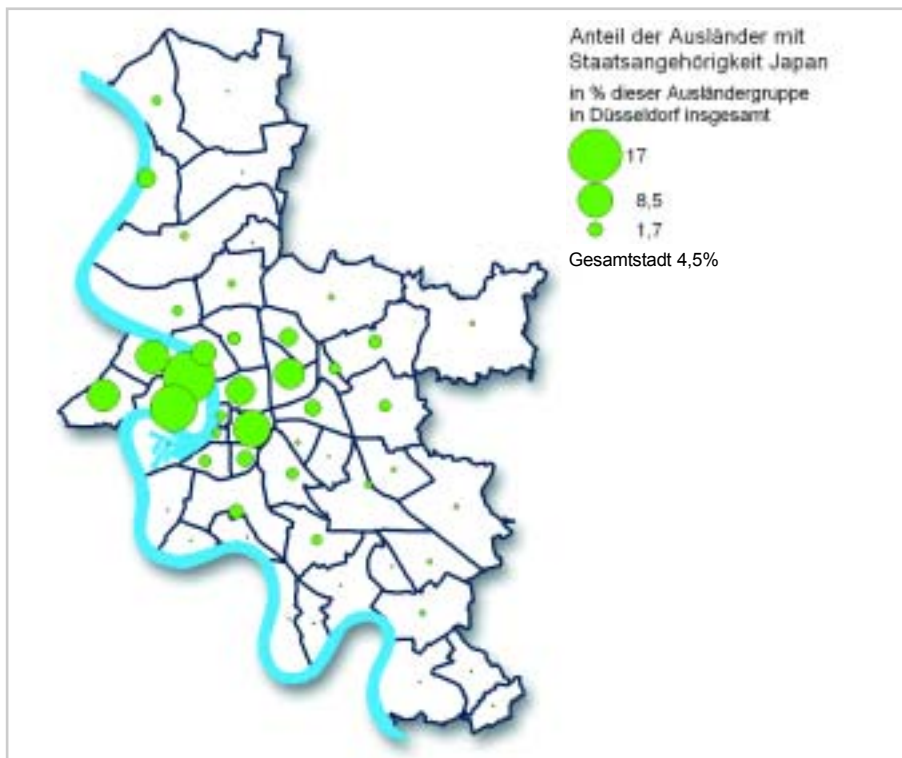 Anteil der Ausländer mit
Staatsangehörigkeit Japan
in % dieser Ausländergruppe
in Düsseldorf insgesamt
17
8,5
1,7
Gesamtstadt 4,5%